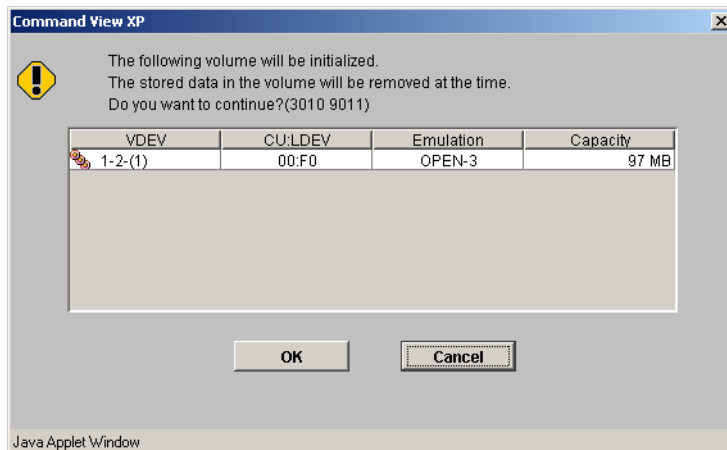 Command View XP
The following volume will be initialized.
The stored data in the volume will be removed at the time.
Do you want to continue?(3010 9011)
VDEV CU:LDEV Emulation Capacity
1-2-(1) 00:F0 OPEN-3 97 MB
OK Cancel
Java Applet Window